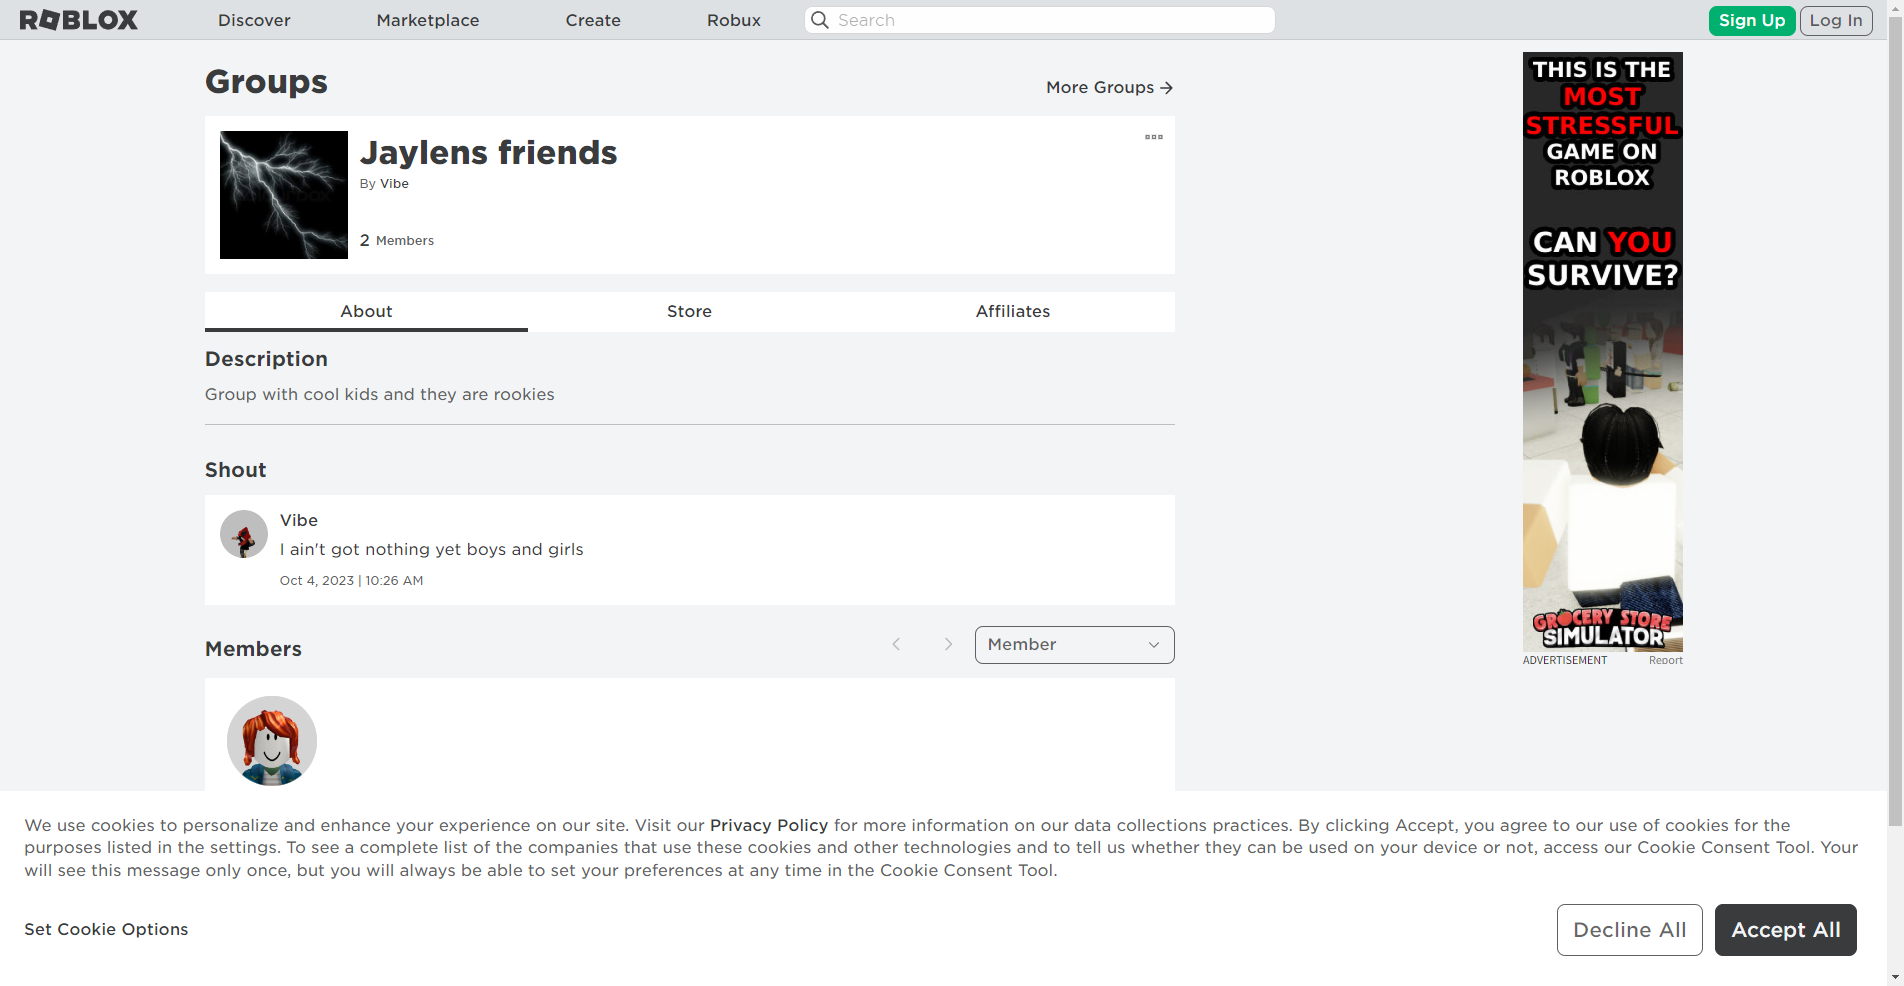 ROBLOX
Discover
Marketplace
Create
Robux
Search
Sign Up
Log In
Groups
More Groups
Jaylens friends
By Vibe
2 Members
About
Store
Affiliates
Description
Group with cool kids and they are rookies
Shout
Vibe
I ain't got nothing yet boys and girls
Oct 4, 2023 | 10:26 AM
Members
Member
THIS IS THE
MOST
STRESSFUL
GAME ON
ROBLOX
CAN YOU
SURVIVE?
GROCERY STORE
SIMULATOR
ADVERTISEMENT
Report
We use cookies to personalize and enhance your experience on our site. Visit our Privacy Policy for more information on our data collections practices. By clicking Accept, you agree to our use of cookies for the
purposes listed in the settings. To see a complete list of the companies that use these cookies and other technologies and to tell us whether they can be used on your device or not, access our Cookie Consent Tool. Your
will see this message only once, but you will always be able to set your preferences at any time in the Cookie Consent Tool.
Set Cookie Options
Decline All
Accept All